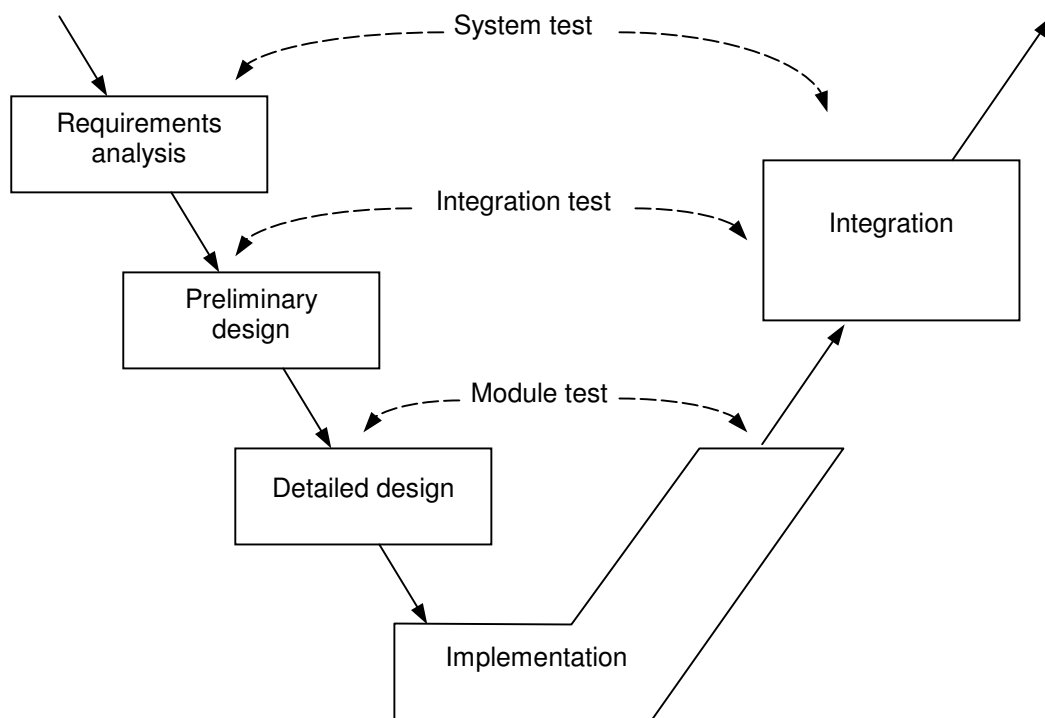 System test
Requirements
analysis
Integration test
Integration
Preliminary
design
Module test
Detailed design
Implementation